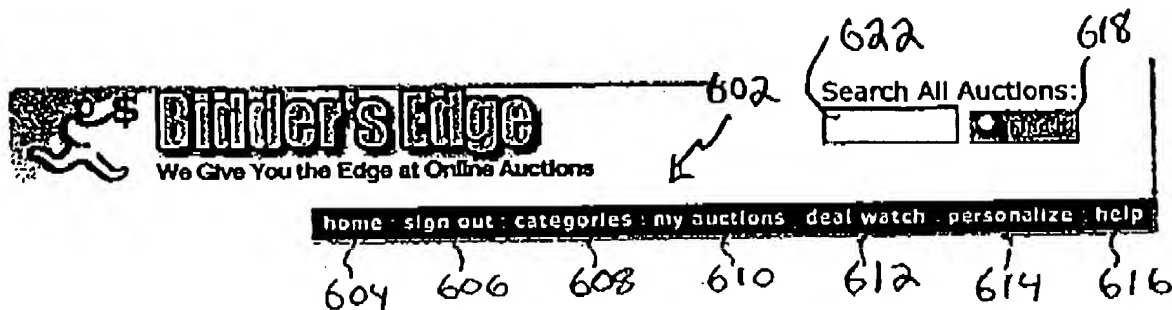 622 618
602 Search All Auctions:
Bidder's Edge
We Give You the Edge at Online Auctions
home : sign out : categories : my auctions : deal watch : personalize : help
604 606 608 610 612 614 616